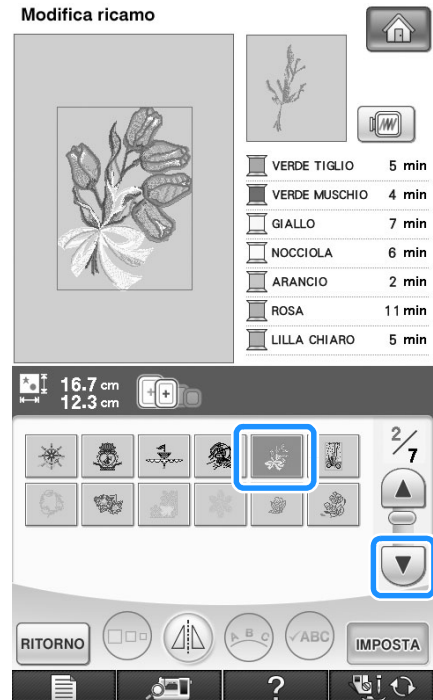 Modifica ricamo
VERDE TIGLIO 5 min
VERDE MUSCHIO 4 min
GIALLO 7 min
NOCCIOLA 6 min
ARANCIO 2 min
ROSA 11 min
LILLA CHIARO 5 min
16.7 cm
12.3 cm
2/7
RITORNO
A B C
✓ABC
IMPOSTA
?